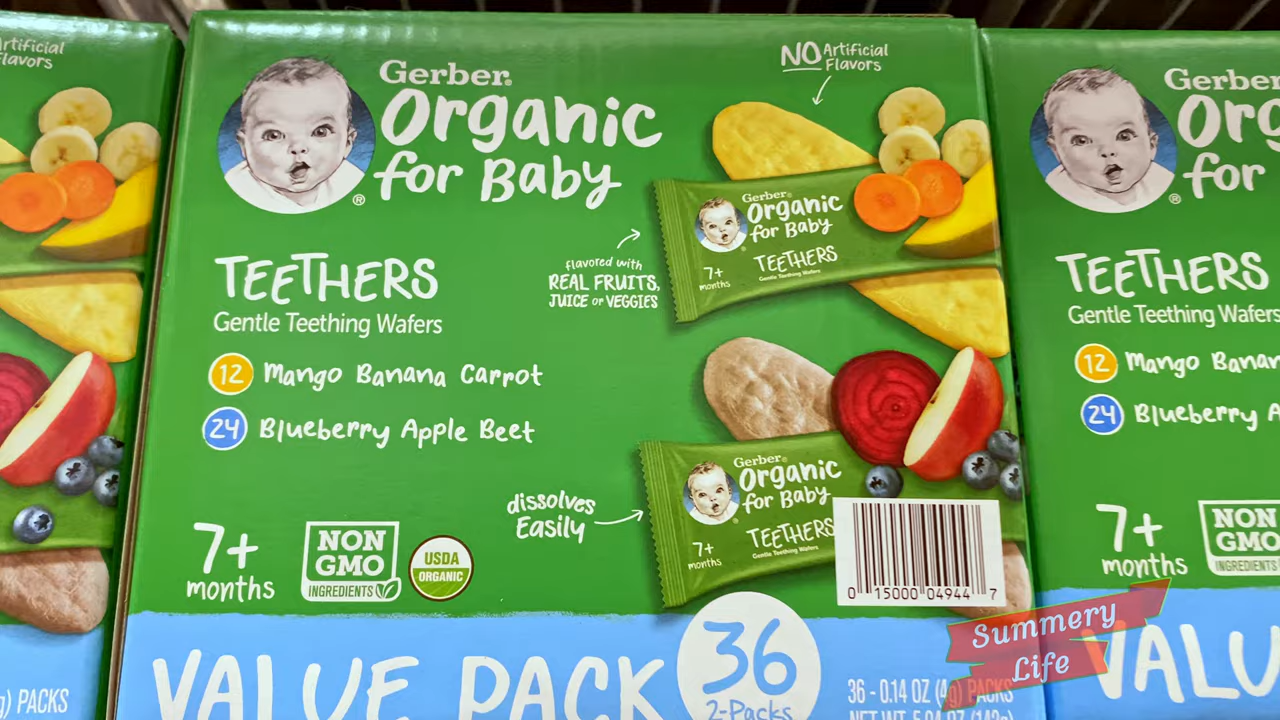 Artificial
Flavors
g) PACKS
NO Artificial
Flavors
Gerber®
Organic
for Baby
®
TEETHERS
Gentle Teething Wafers
12 Mango Banana Carrot
24 Blueberry Apple Beet
flavored with
REAL FRUITS,
JUICE or VEGGIES
Gerber®
Organic
for Baby
TEETHERS
Gentle Teething Wafers
7+
months
dissolves
Easily
Gerber®
Organic
for Baby
TEETHERS
Gentle Teething Wafers
7+
months
7+
months
NON
GMO
INGREDIENTS
USDA
ORGANIC
0 15000 04944 7
VALUE PACK
36
2-Packs
36 - 0.14 OZ (4g) PACKS
NET WT 5.04 OZ (143g)
Gerber
Org
for
®
TEETHERS
Gentle Teething Wafers
12 Mango Banan
24 Blueberry A
7+
months
NON
GMO
INGREDIENTS
VALU
Summery
Life